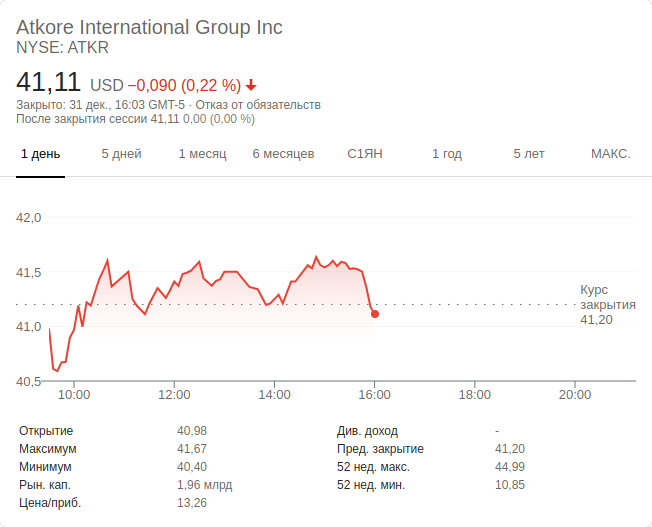 Atkore International Group Inc
NYSE: ATKR
41,11 USD −0,090 (0,22 %)
Закрыто: 31 дек., 16:03 GMT-5 · Отказ от обязательств
После закрытия сессии 41,11 0,00 (0,00 %)
1 день 5 дней 1 месяц 6 месяцев С1ЯН 1 год 5 лет МАКС.
42,0
41,5
Курс
закрытия
41,20
41,0
40,5
10:00 12:00 14:00 16:00 18:00 20:00
Открытие 40,98 Див. доход -
Максимум 41,67 Пред. закрытие 41,20
Минимум 40,40 52 нед. макс. 44,99
Рын. кап. 1,96 млрд 52 нед. мин. 10,85
Цена/приб. 13,26